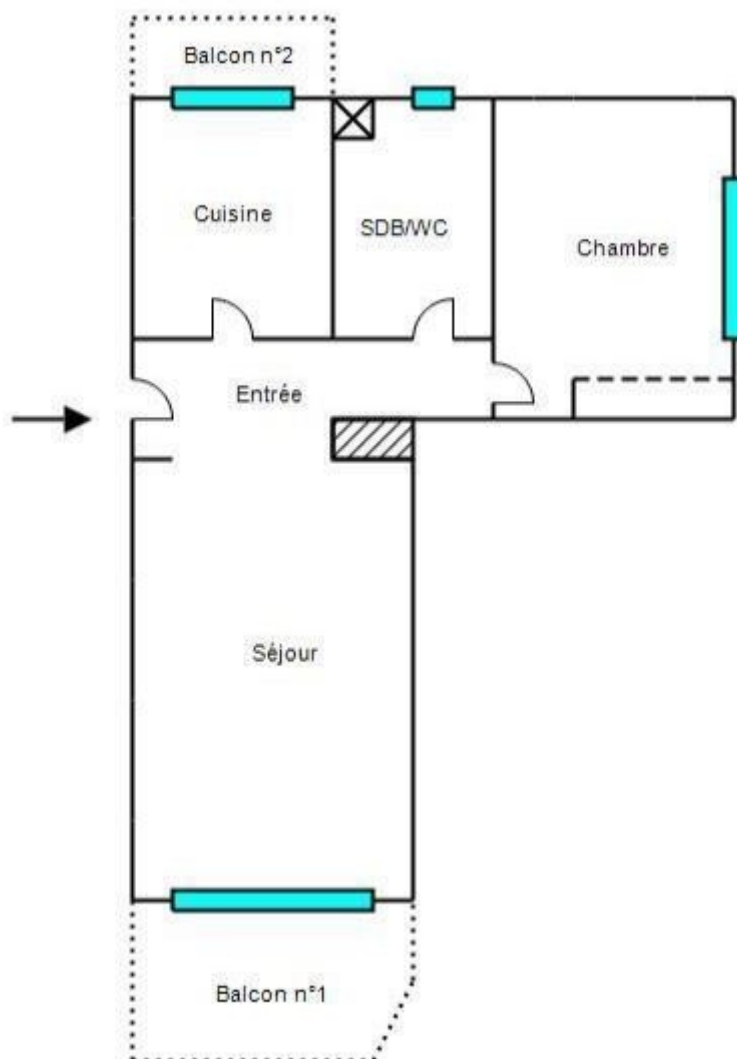 Balcon n°2
Cuisine
SDB/WC
Chambre
Entrée
Séjour
Balcon n°1